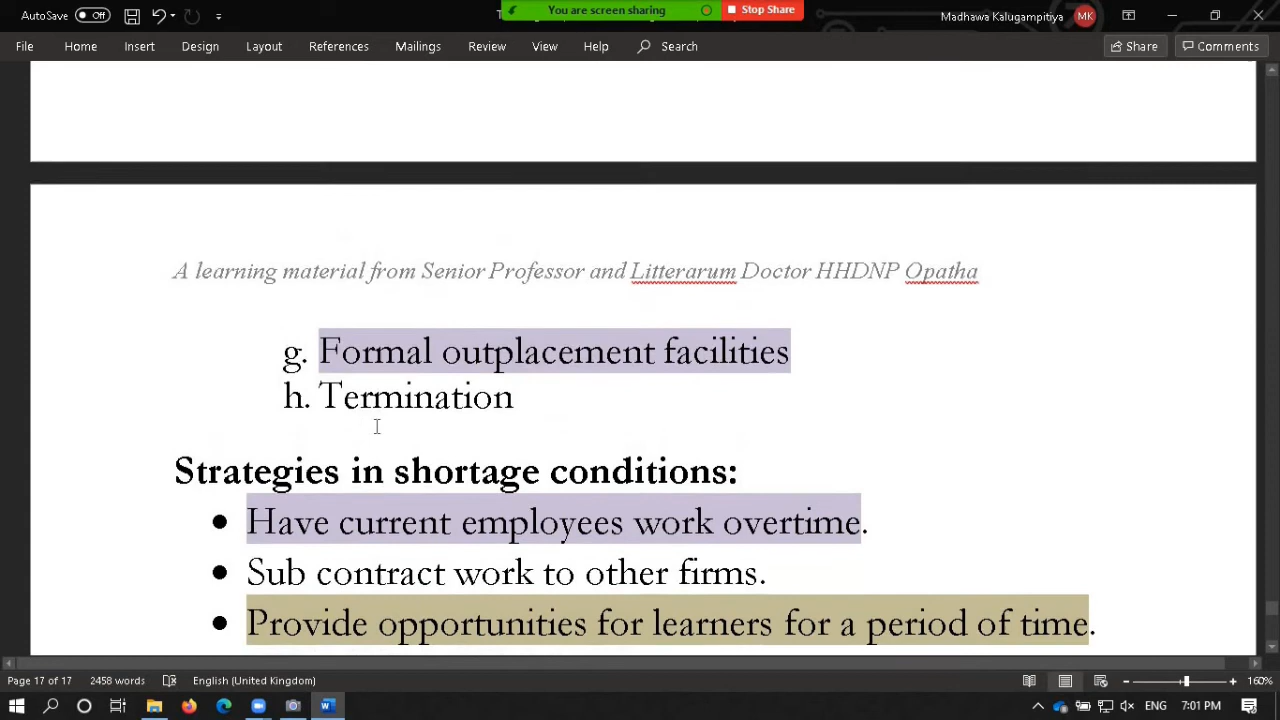 AutoSave Off
You are screen sharing
Stop Share
Madhawa Kalugampitiya MK
File Home Insert Design Layout References Mailings Review View Help Search Share Comments
A learning material from Senior Professor and Litterarum Doctor HHDNP Opatha
g. Formal outplacement facilities
h. Termination
Strategies in shortage conditions:
• Have current employees work overtime.
• Sub contract work to other firms.
• Provide opportunities for learners for a period of time.
Page 17 of 17 2458 words English (United Kingdom) 160%
ENG 7:01 PM